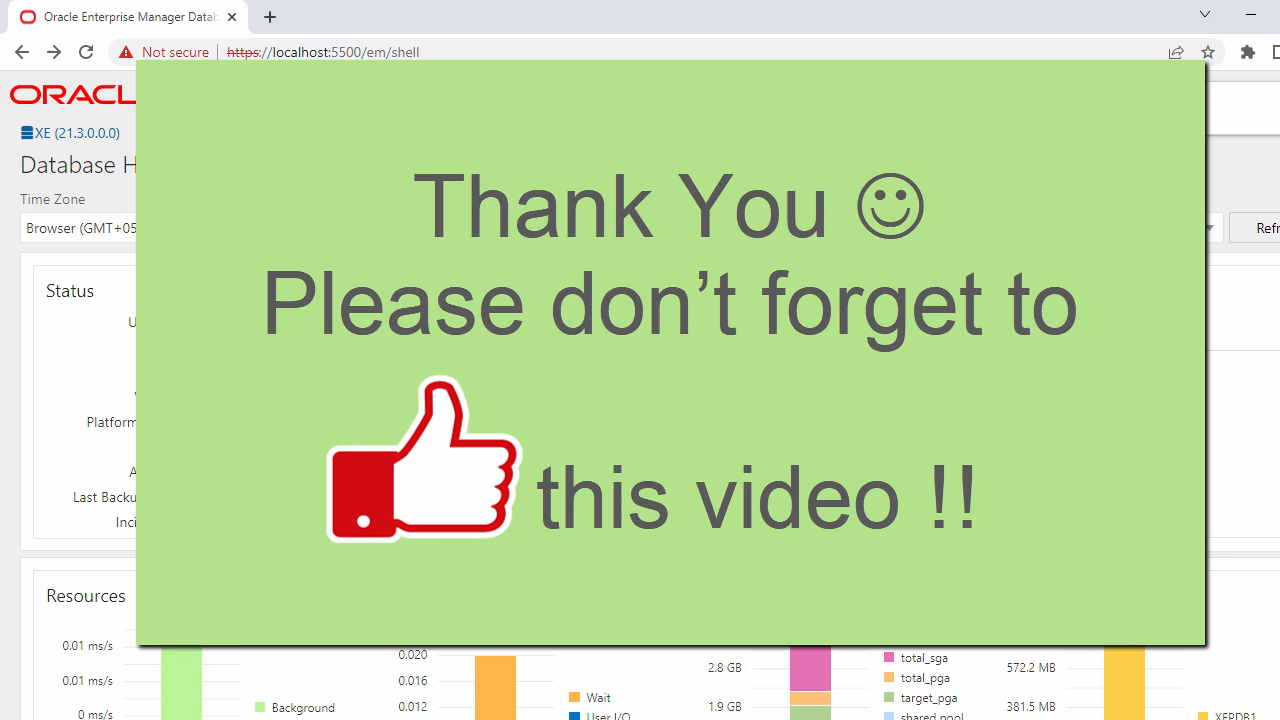 Oracle Enterprise Manager Datab
Not secure
https://localhost:5500/em/shell
ORACL
XE (21.3.0.0.0)
Database H
Time Zone
Browser (GMT+05
Refr
Thank You ☺
Please don’t forget to
this video !!
Status
U
Platform
A
Last Backu
Inci
Resources
0.01 ms/s
0.01 ms/s
0 ms/s
Background
0.020
0.016
0.012
Wait
User I/O
2.8 GB
1.9 GB
total_sga
total_pga
target_pga
shared_pool
572.2 MB
381.5 MB
XEPDB1